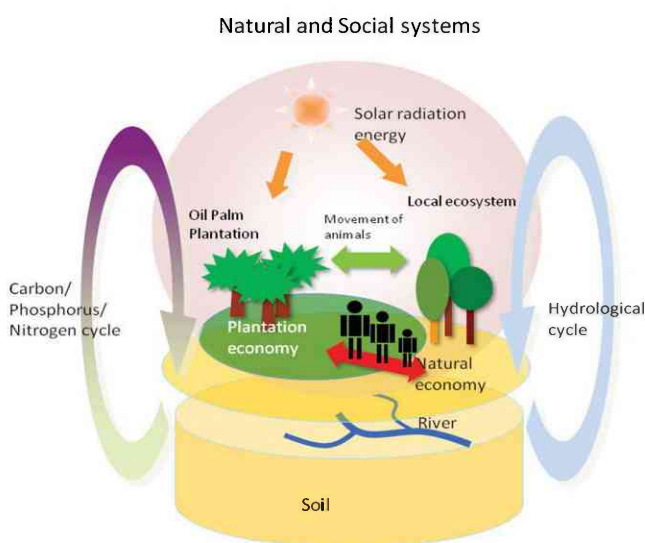 Natural and Social systems
Solar radiation
energy
Oil Palm
Plantation
Movement of
animals
Local ecosystem
Carbon/
Phosphorus/
Nitrogen cycle
Plantation
economy
Natural
economy
Hydrological
cycle
River
Soil